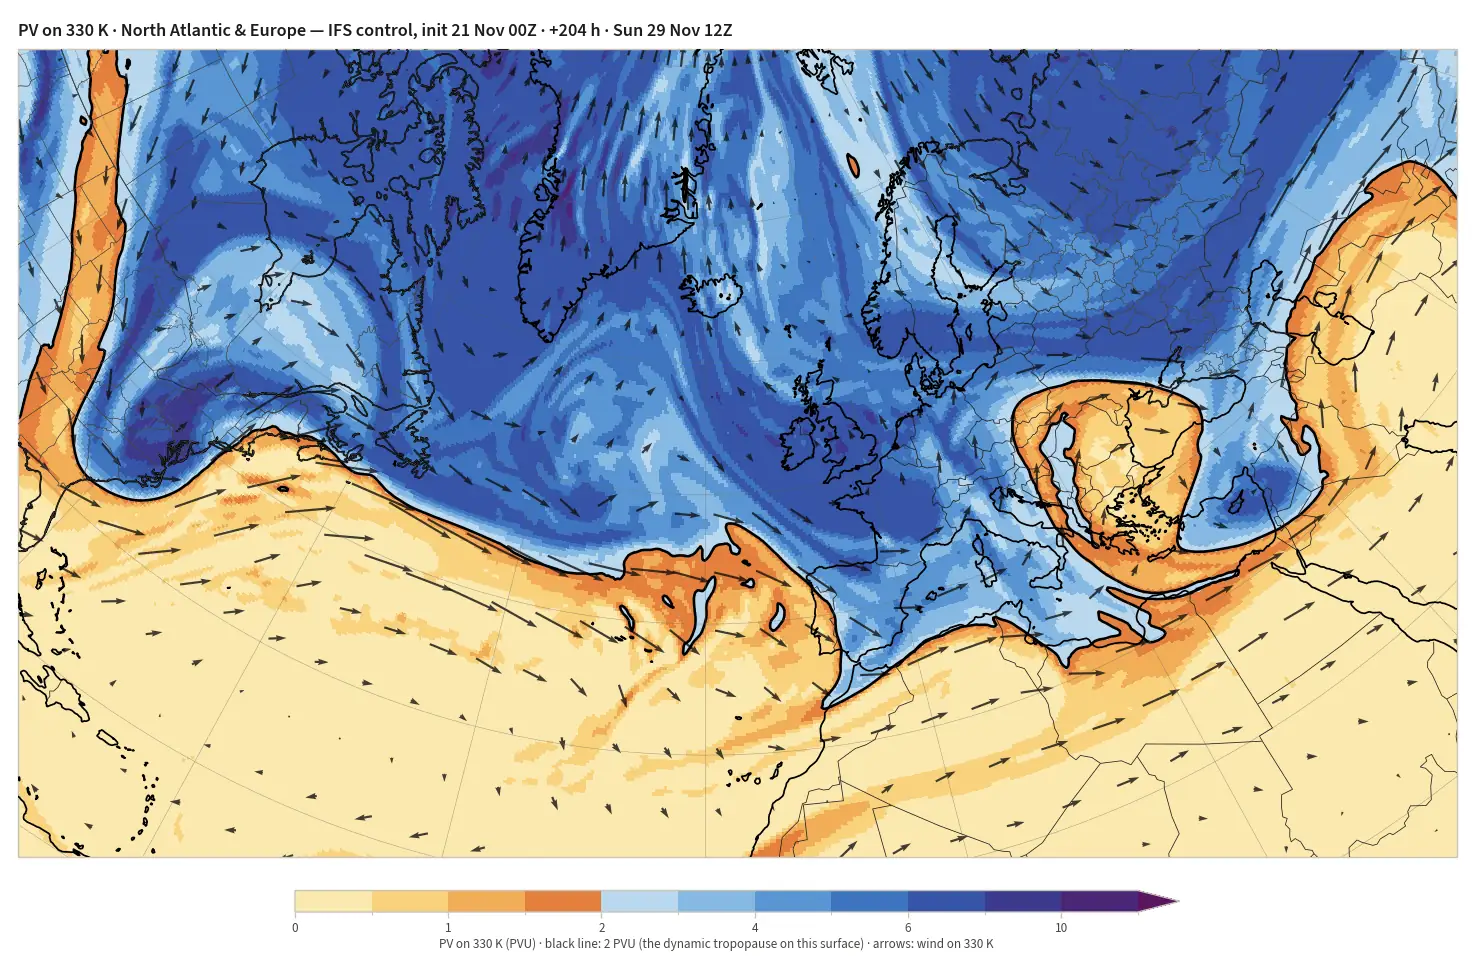 PV on 330 K · North Atlantic & Europe — IFS control, init 21 Nov 00Z · +204 h · Sun 29 Nov 12Z
0 1 2 4 6 10
PV on 330 K (PVU) · black line: 2 PVU (the dynamic tropopause on this surface) · arrows: wind on 330 K